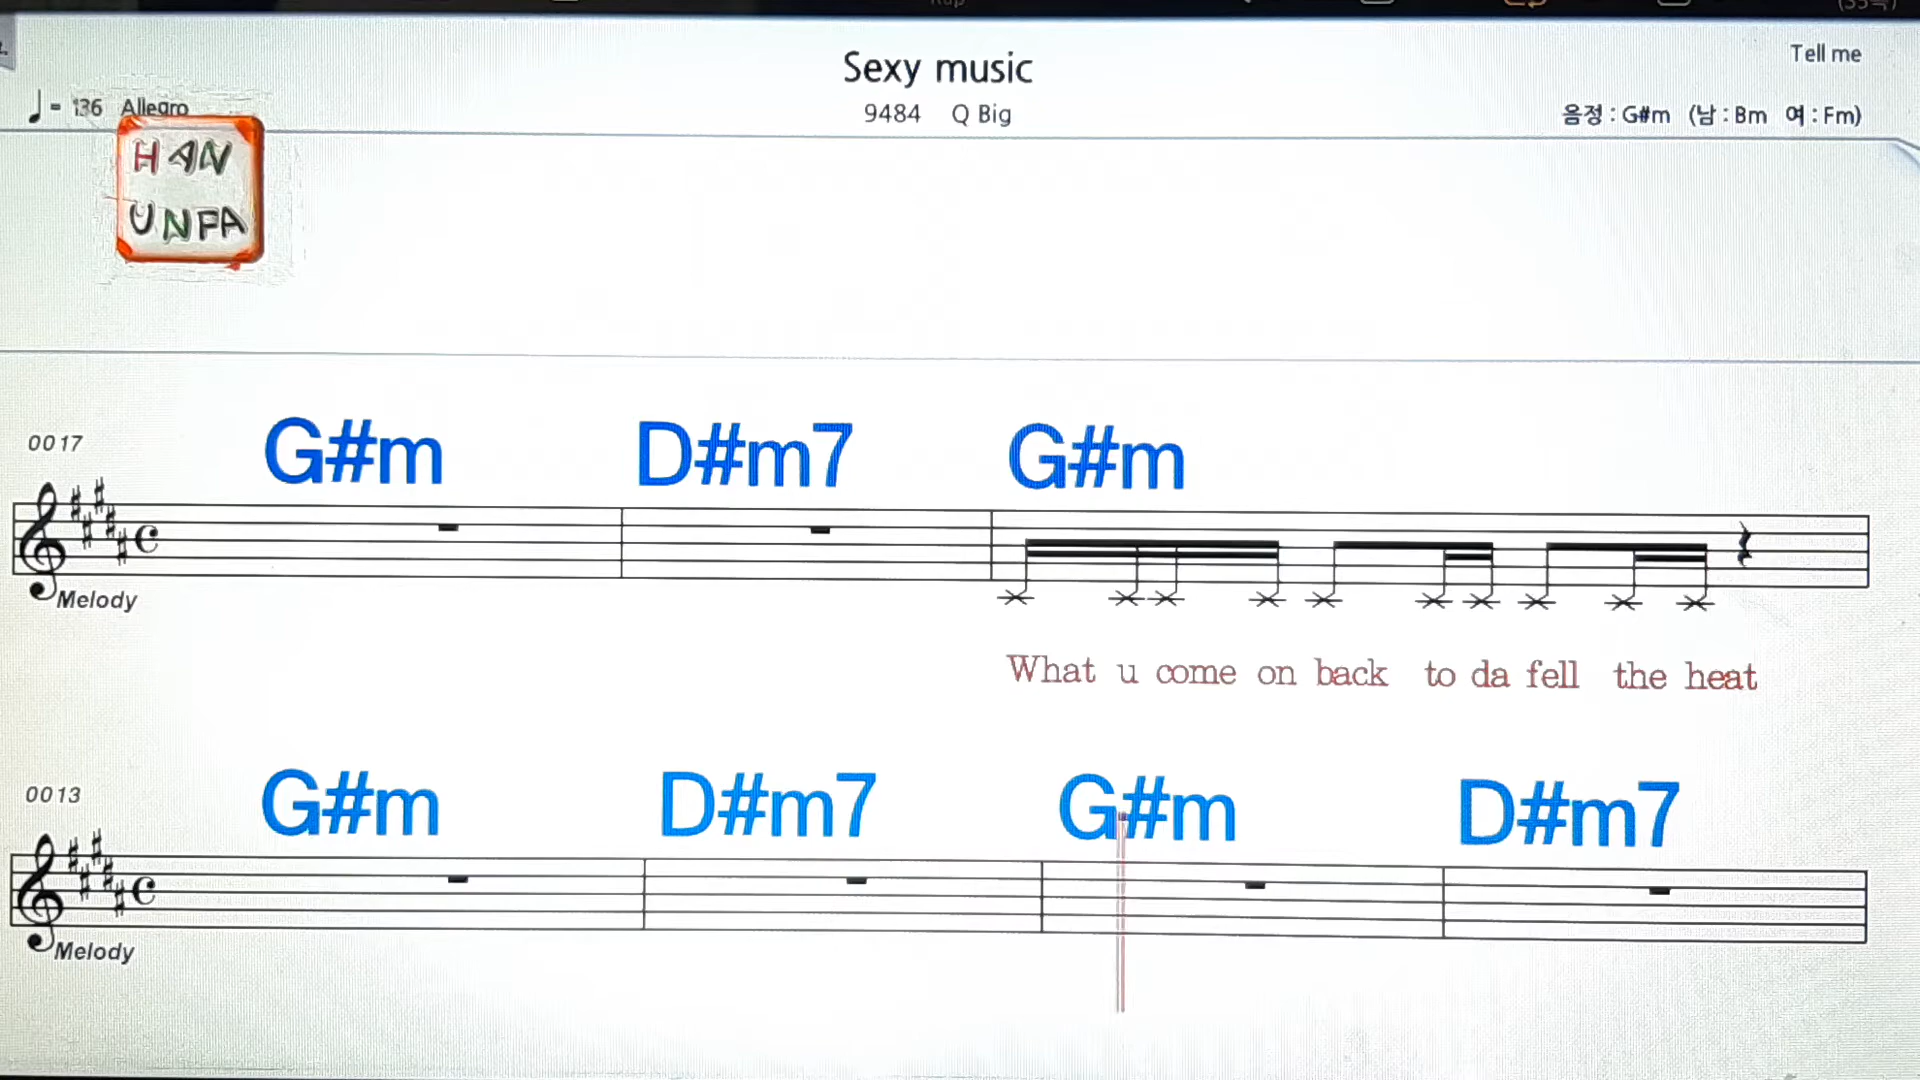 Sexy music
Tell me
= 136 Allegro
9484 Q Big
음정 : G#m (남 : Bm 여 : Fm)
HAN
UNFA
0017
G#m D#m7 G#m
Melody
What u come on back to da fell the heat
0013
G#m D#m7 G#m D#m7
Melody